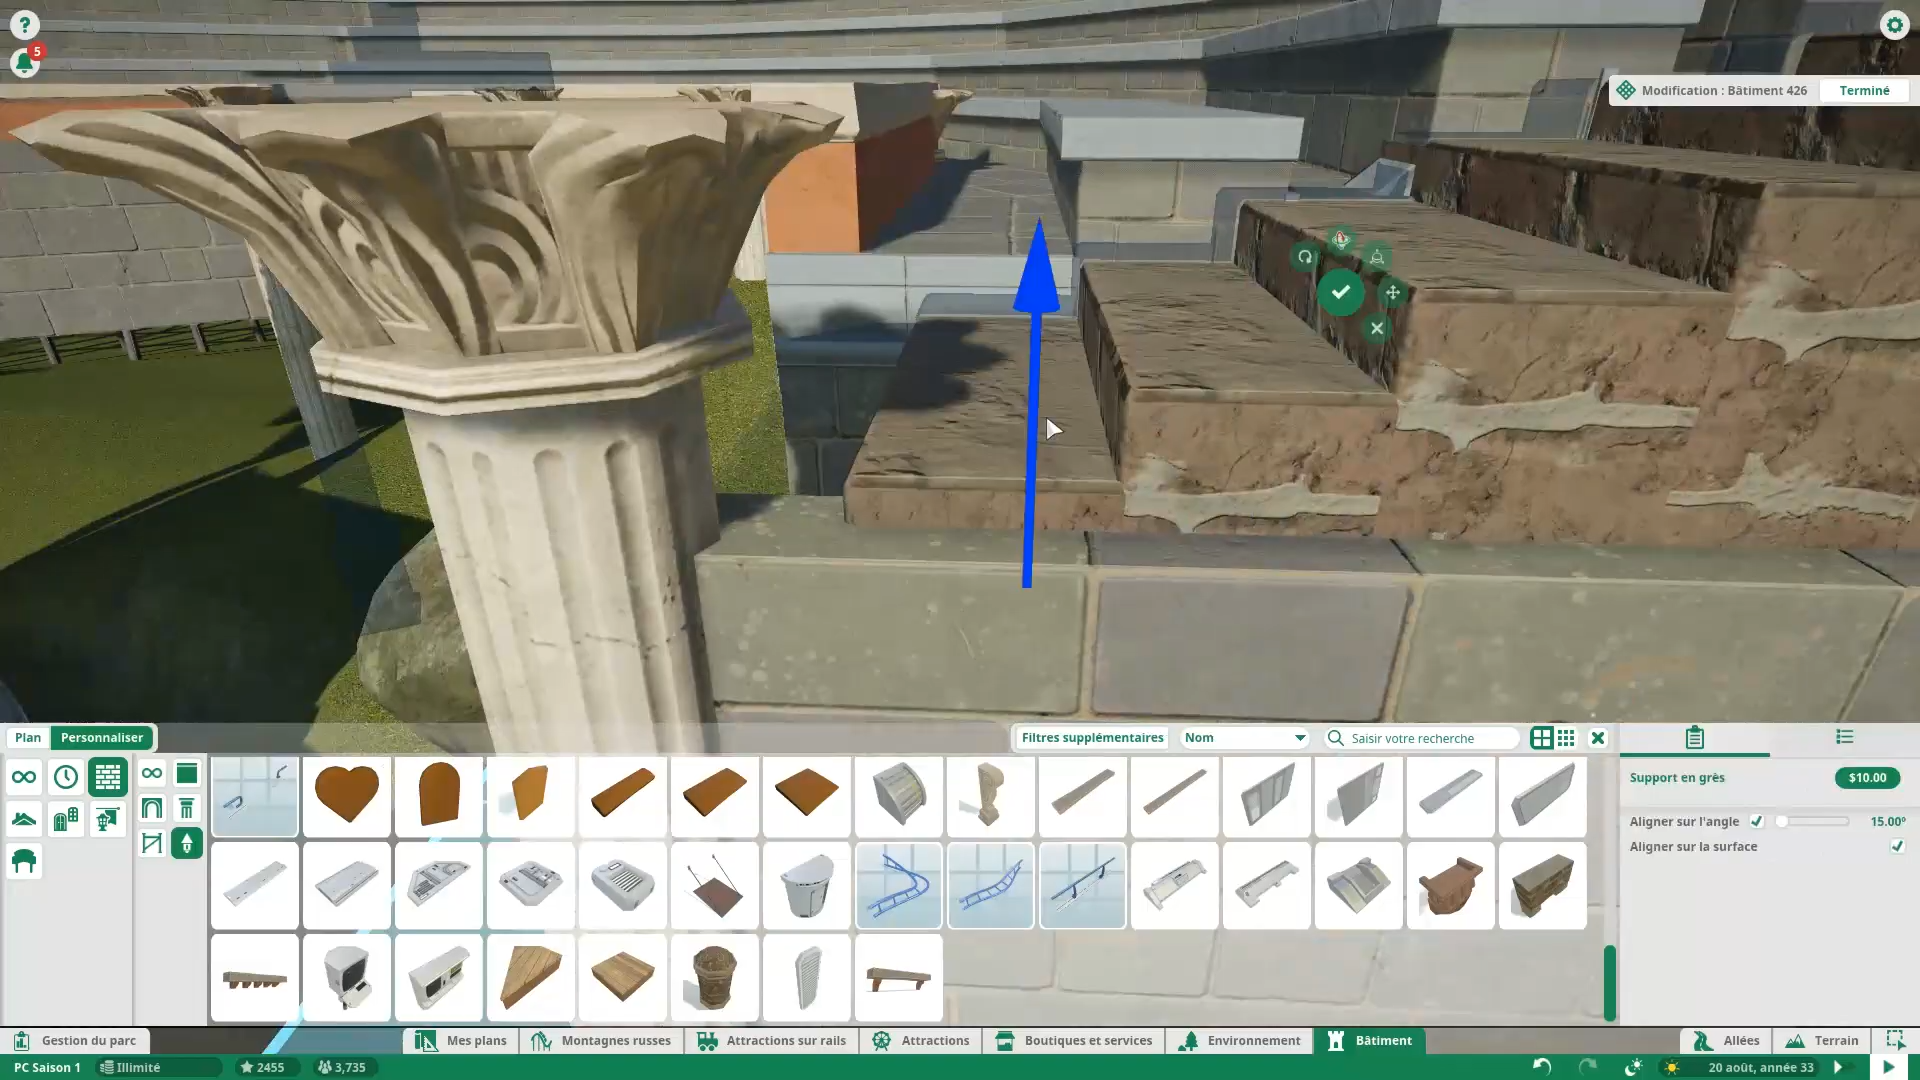 ?
5
Modification : Bâtiment 426
Terminé
Plan
Personnaliser
Filtres supplémentaires
Nom
Saisir votre recherche
Support en grès
$10.00
Aligner sur l'angle
15.00°
Aligner sur la surface
Gestion du parc
Mes plans
Montagnes russes
Attractions sur rails
Attractions
Boutiques et services
Environnement
Bâtiment
Allées
Terrain
PC Saison 1
Illimité
2455
3,735
20 août, année 33